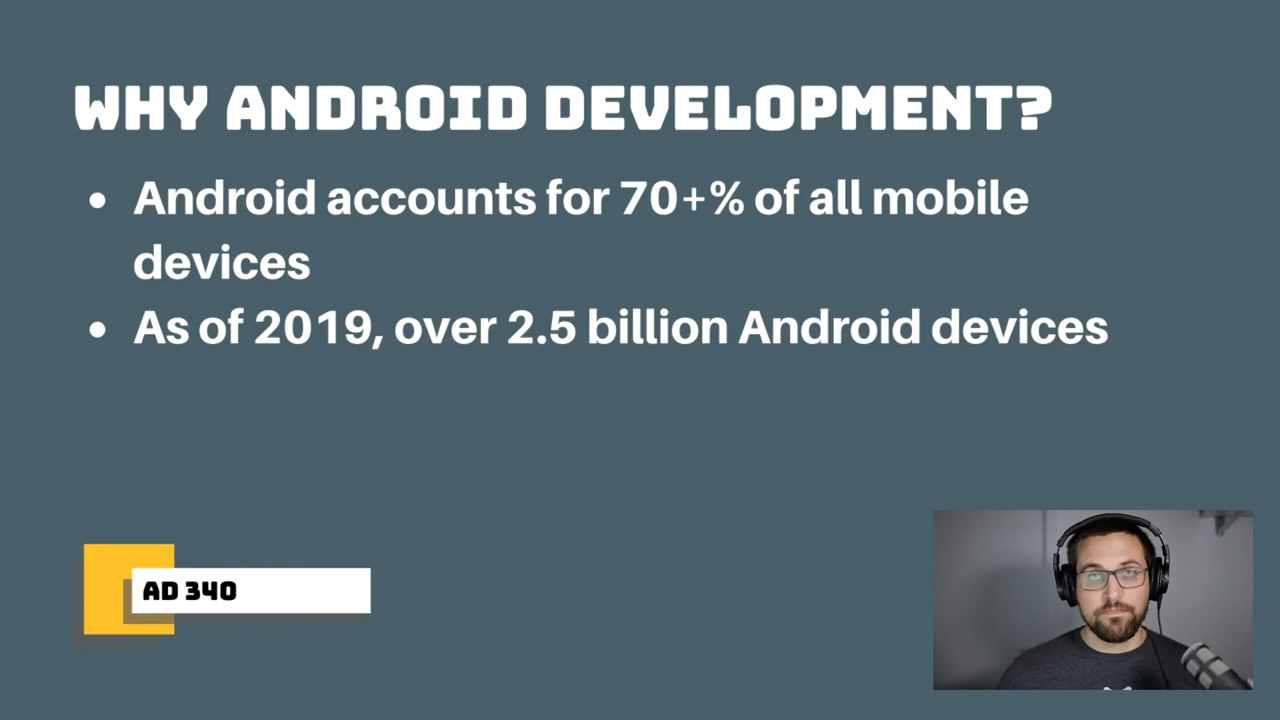 WHY ANDROID DEVELOPMENT?
• Android accounts for 70+% of all mobile
devices
• As of 2019, over 2.5 billion Android devices
AD 340